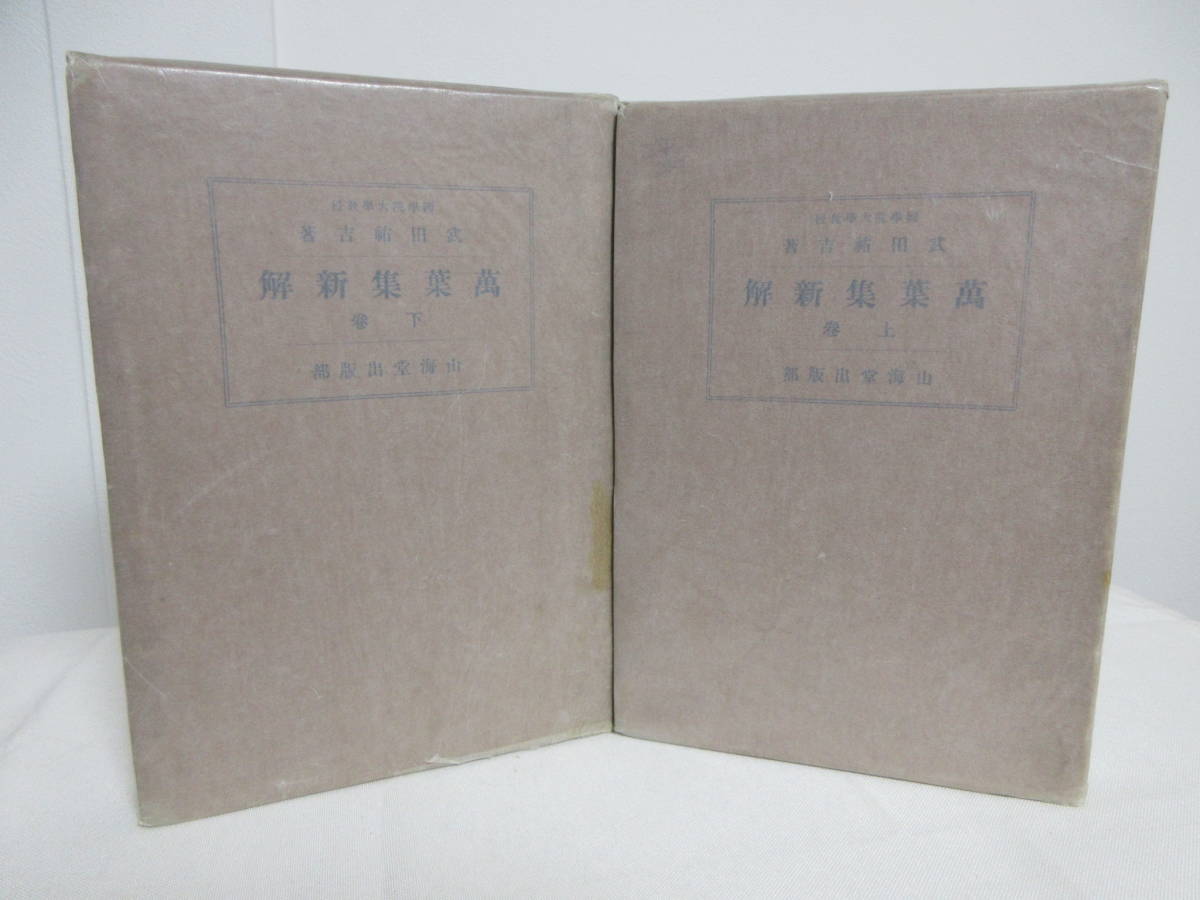 國學院大學教授
武田祐吉著
萬葉集新解
上卷
山海堂出版部
國學院大學教授
武田祐吉著
萬葉集新解
下卷
山海堂出版部